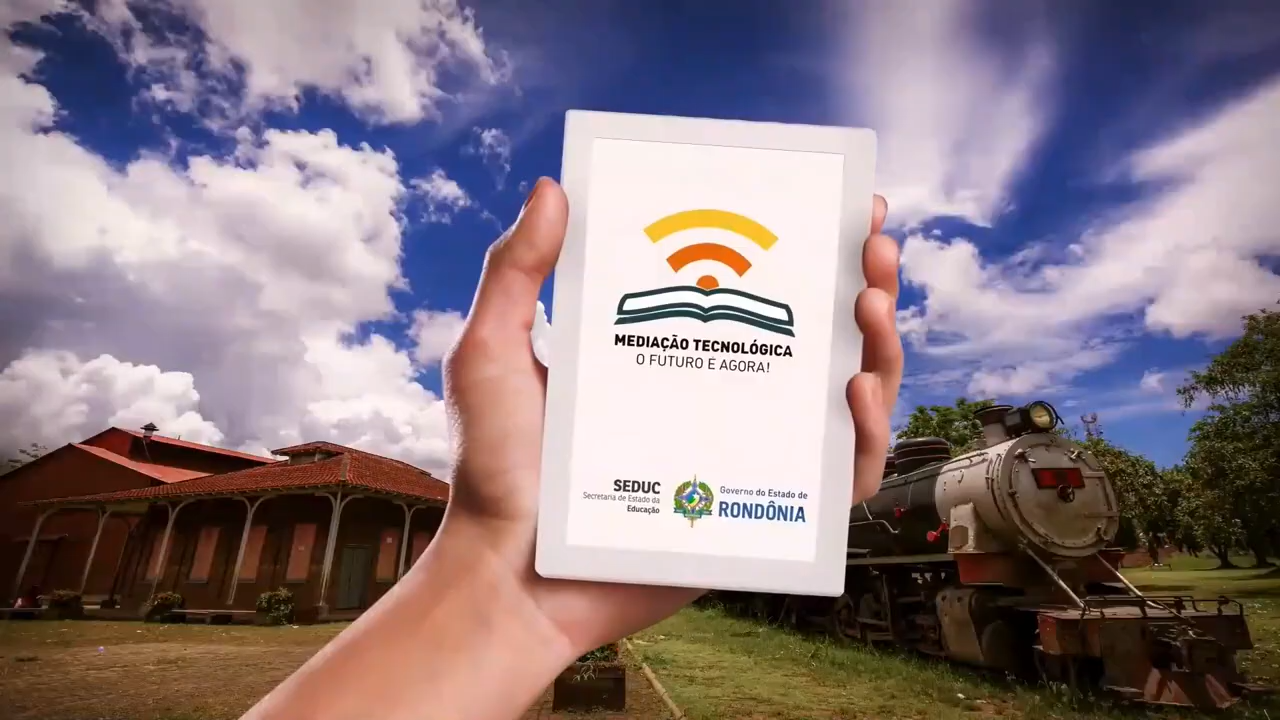 MEDIAÇÃO TECNOLÓGICA
O FUTURO É AGORA!
SEDUC
Secretaria de Estado da
Educação
Governo do Estado de
RONDÔNIA